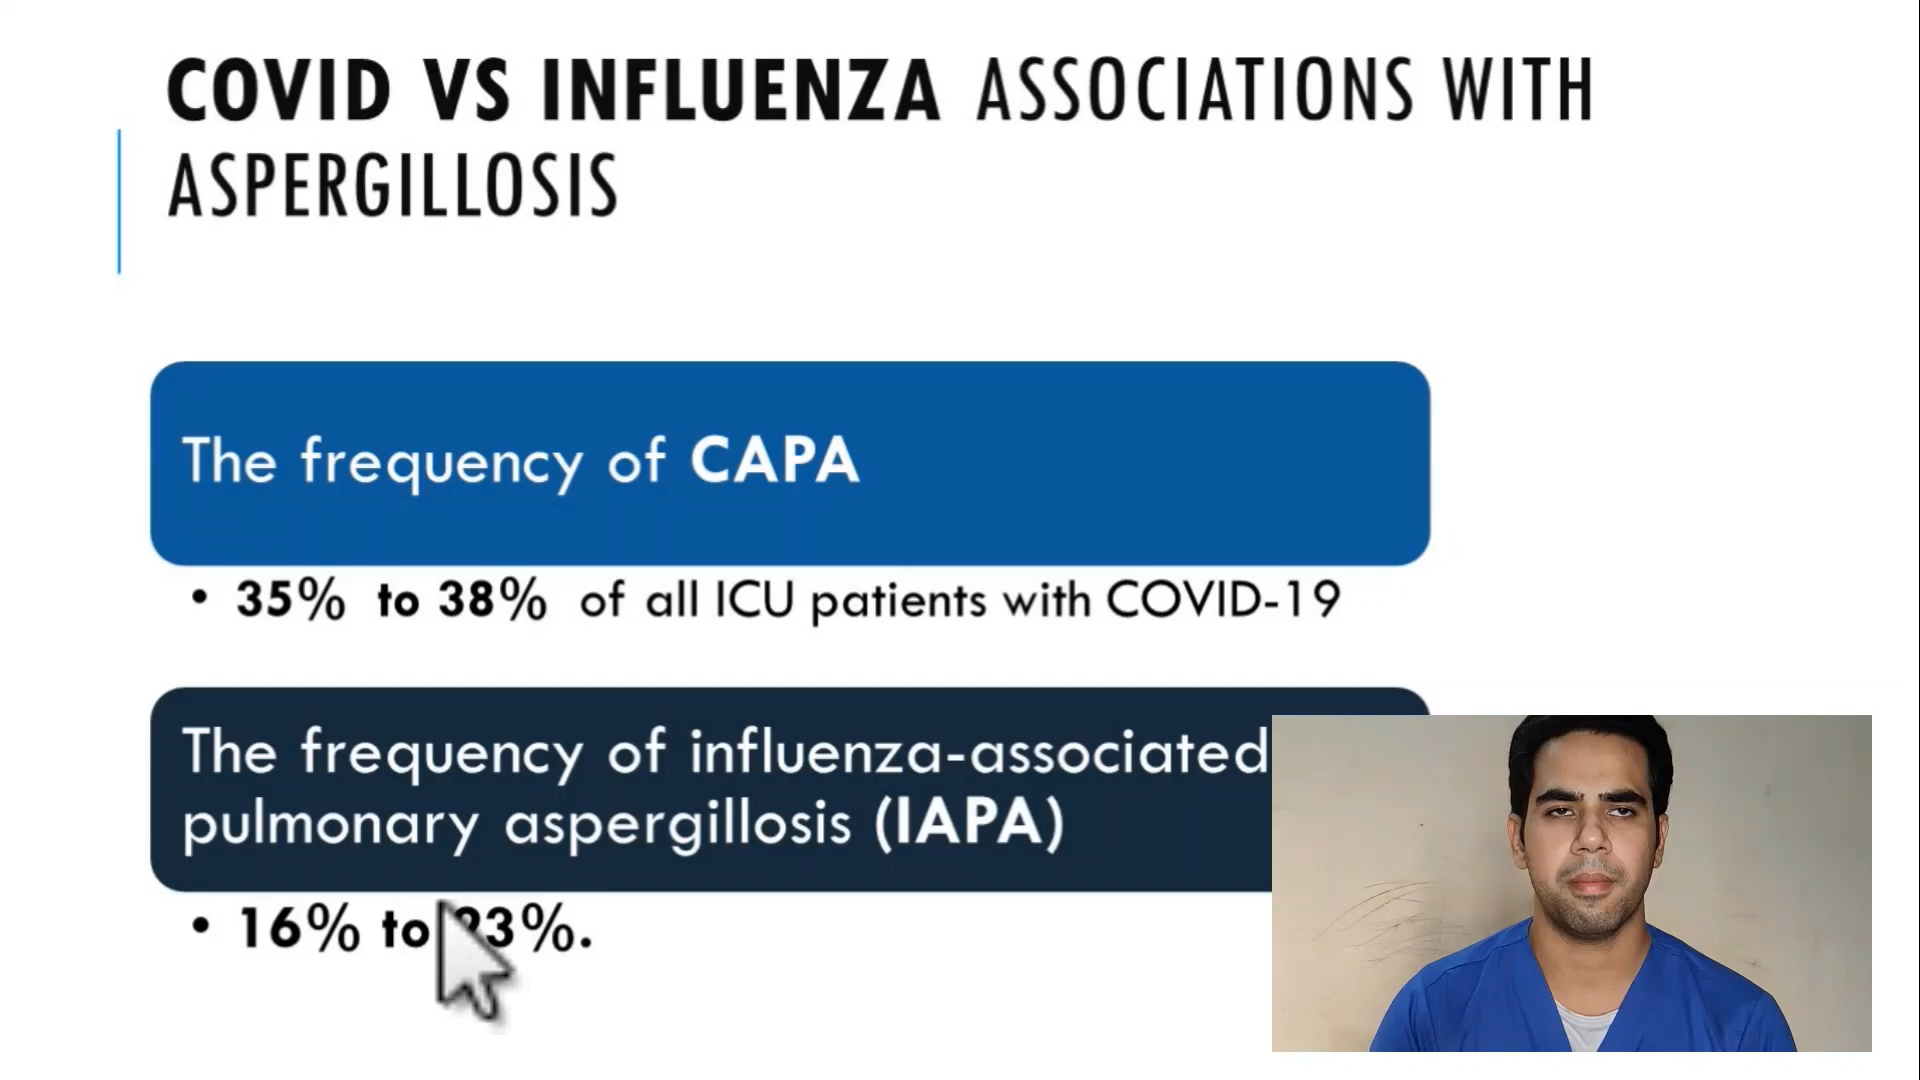 COVID VS INFLUENZA ASSOCIATIONS WITH
ASPERGILLOSIS
The frequency of CAPA
• 35% to 38% of all ICU patients with COVID-19
The frequency of influenza-associated
pulmonary aspergillosis (IAPA)
• 16% to 23%.